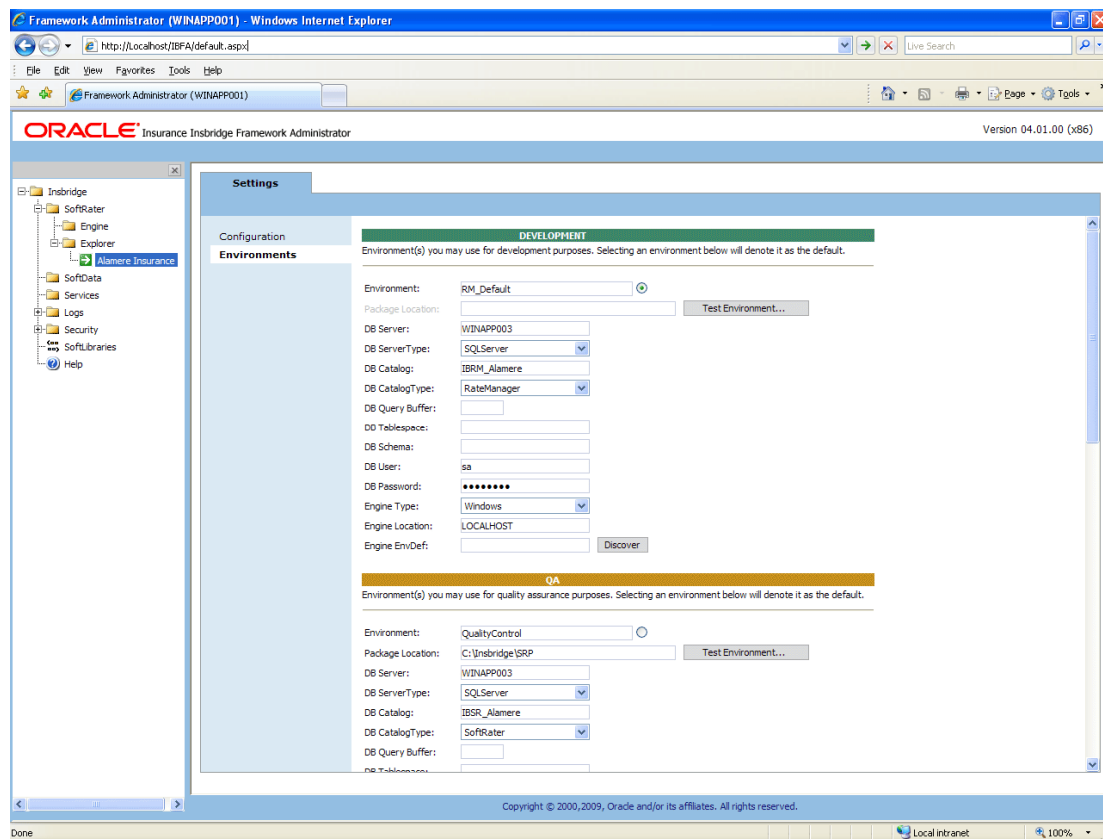 Framework Administrator (WINAPP001) - Windows Internet Explorer
http://Localhost/IBFA/default.aspx
Live Search
File Edit View Favorites Tools Help
Framework Administrator (WINAPP001)
Page Tools
ORACLE Insurance Insbridge Framework Administrator
Version 04.01.00 (x86)
Insbridge
SoftRater
Engine
Explorer
Alamere Insurance
SoftData
Services
Logs
Security
SoftLibraries
Help
Settings
Configuration
Environments
DEVELOPMENT
Environment(s) you may use for development purposes. Selecting an environment below will denote it as the default.
Environment: RM_Default
Package Location: Test Environment...
DB Server: WINAPP003
DB ServerType: SQLServer
DB Catalog: IBRM_Alamere
DB CatalogType: RateManager
DB Query Buffer:
DB Tablespace:
DB Schema:
DB User: sa
DB Password: ••••••••
Engine Type: Windows
Engine Location: LOCALHOST
Engine EnvDef: Discover
QA
Environment(s) you may use for quality assurance purposes. Selecting an environment below will denote it as the default.
Environment: QualityControl
Package Location: C:\Insbridge\SRP Test Environment...
DB Server: WINAPP003
DB ServerType: SQLServer
DB Catalog: IBSR_Alamere
DB CatalogType: SoftRater
DB Query Buffer:
DB Tablespace:
Copyright © 2000,2009, Oracle and/or its affiliates. All rights reserved.
Done
Local intranet
100%